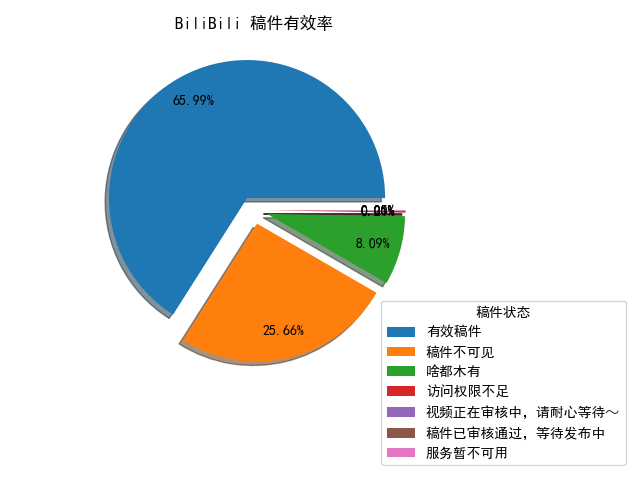 BiliBili 稿件有效率
65.99%
8.09%
25.66%
稿件状态
有效稿件
稿件不可见
啥都木有
访问权限不足
视频正在审核中，请耐心等待～
稿件已审核通过，等待发布中
服务暂不可用